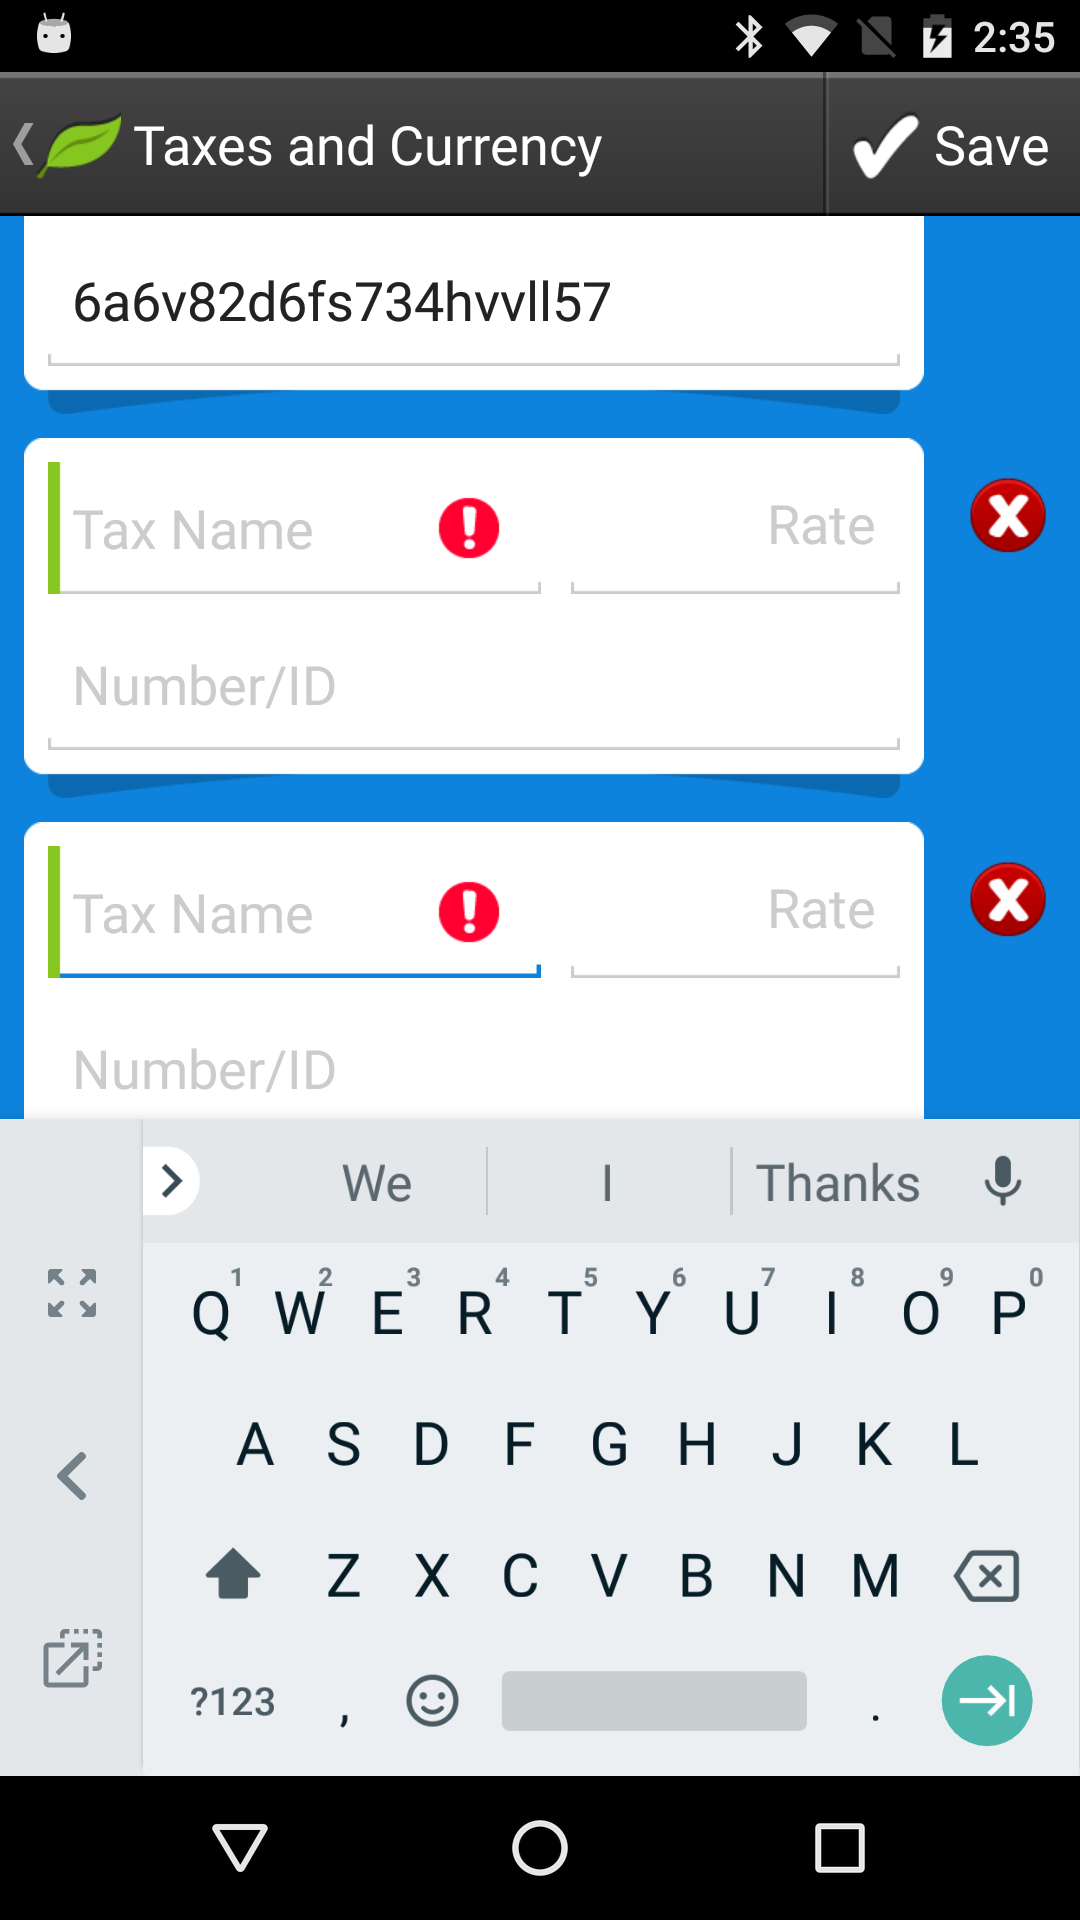 2:35
Taxes and Currency
Save
6a6v82d6fs734hvvll57
Tax Name
Rate
Number/ID
Tax Name
Rate
Number/ID
We I Thanks
1 2 3 4 5 6 7 8 9 0
Q W E R T Y U I O P
A S D F G H J K L
Z X C V B N M
?123 , .